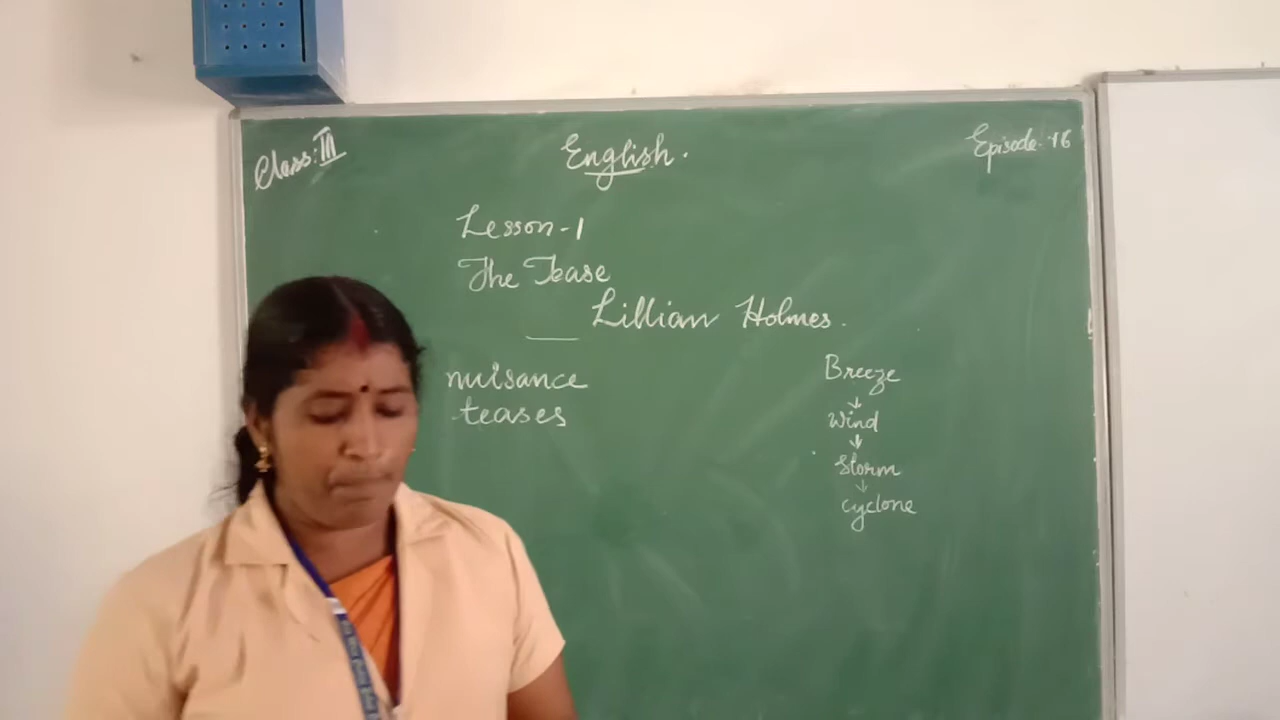 Class: III
English.
Episode: 16
Lesson-1
The Tease
Lillian Holmes.
nuisance
teases
Breeze
↓
Wind
↓
Storm
↓
cyclone